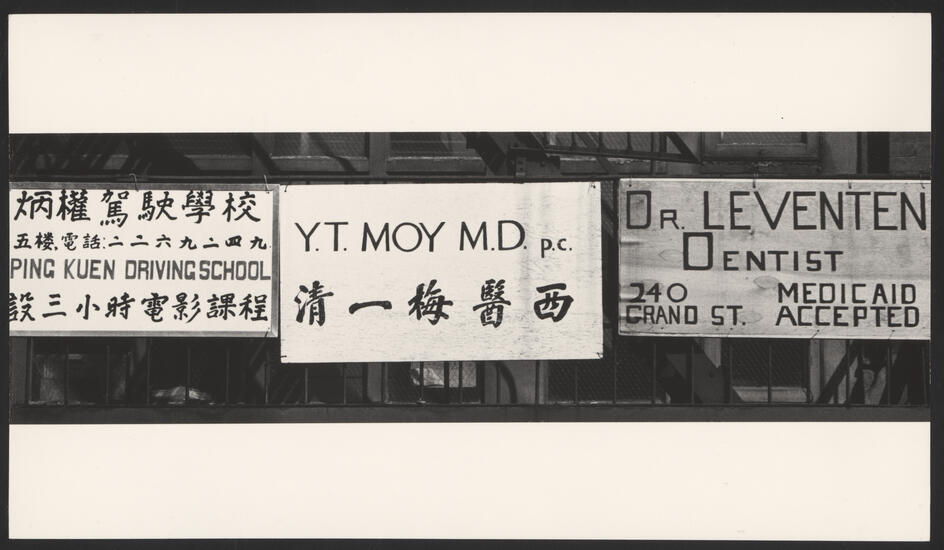 炳權駕駛學校
五楼.電話:二二六九二四九
PING KUEN DRIVING SCHOOL
設三小時電影課程
Y.T. MOY M.D. p.c.
清一梅醫西
DR. LEVENTEN
DENTIST
240 MEDICAID
GRAND ST. ACCEPTED